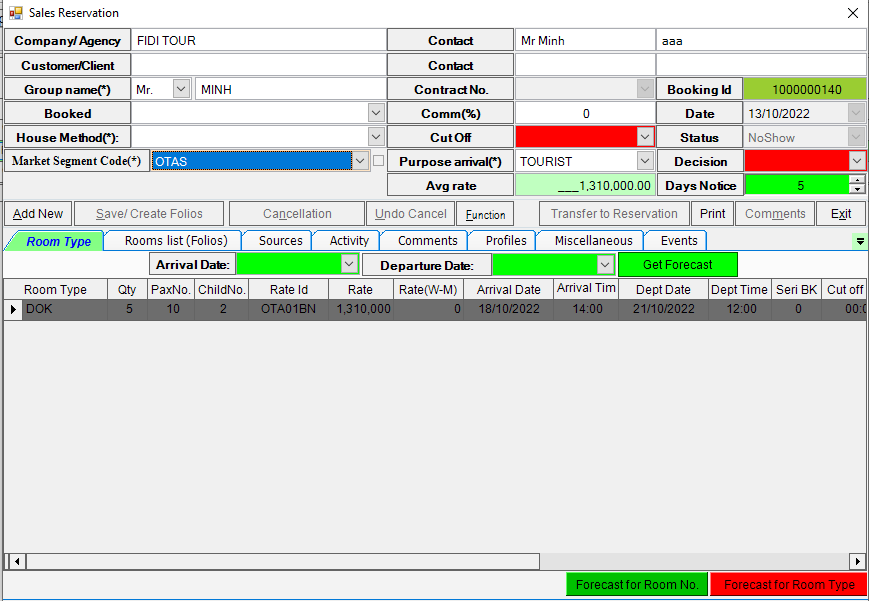 Sales Reservation
Company/ Agency FIDI TOUR Contact Mr Minh aaa
Customer/Client Contact
Group name(*) Mr. MINH Contract No. Booking Id 1000000140
Booked Comm(%) 0 Date 13/10/2022
House Method(*): Cut Off Status NoShow
Market Segment Code(*) OTAS Purpose arrival(*) TOURIST Decision
Avg rate ___1,310,000.00 Days Notice 5
Add New Save/ Create Folios Cancellation Undo Cancel Function Transfer to Reservation Print Comments Exit
Room Type Rooms list (Folios) Sources Activity Comments Profiles Miscellaneous Events
Arrival Date: Departure Date: Get Forecast
Room Type Qty PaxNo. ChildNo. Rate Id Rate Rate(W-M) Arrival Date Arrival Tim Dept Date Dept Time Seri BK Cut off
DOK 5 10 2 OTA01BN 1,310,000 0 18/10/2022 14:00 21/10/2022 12:00 0 00:0
Forecast for Room No. Forecast for Room Type